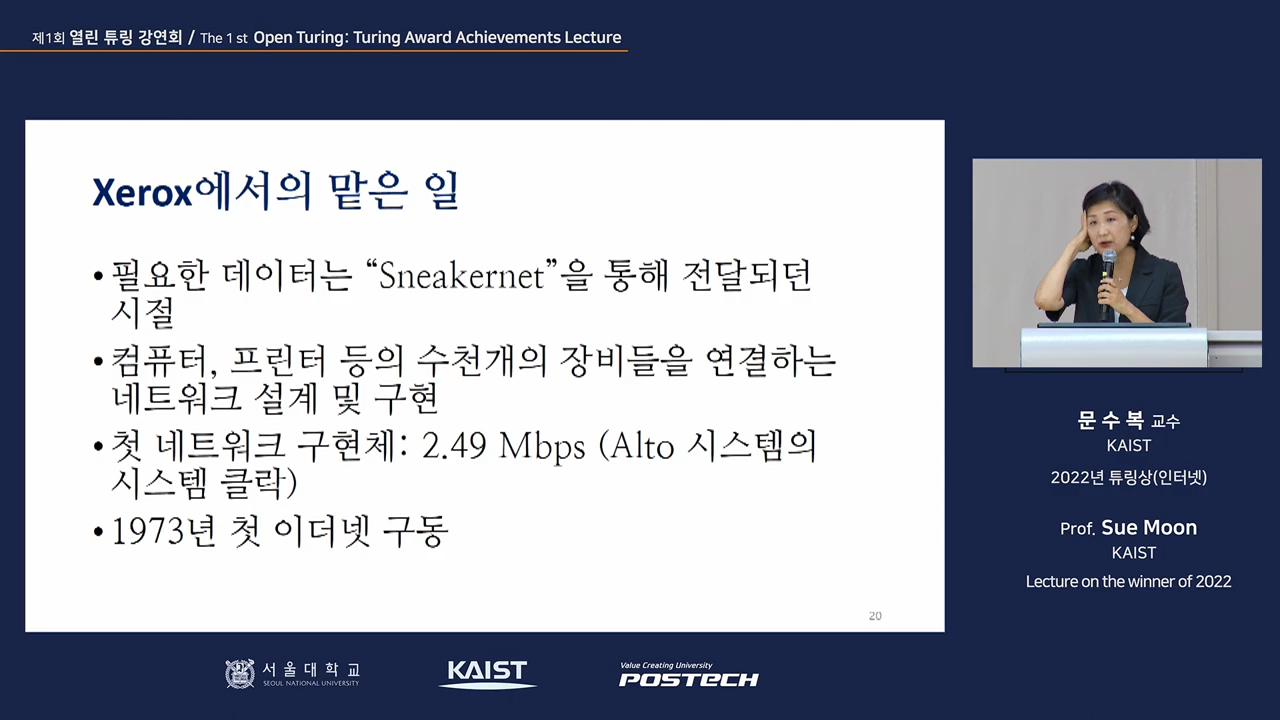 제1회 열린 튜링 강연회 / The 1 st Open Turing: Turing Award Achievements Lecture
Xerox에서의 맡은 일
•필요한 데이터는 “Sneakernet”을 통해 전달되던
시절
•컴퓨터, 프린터 등의 수천개의 장비들을 연결하는
네트워크 설계 및 구현
•첫 네트워크 구현체: 2.49 Mbps (Alto 시스템의
시스템 클락)
•1973년 첫 이더넷 구동
20
문 수 복 교수
KAIST
2022년 튜링상(인터넷)
Prof. Sue Moon
KAIST
Lecture on the winner of 2022
서울대학교
SEOUL NATIONAL UNIVERSITY
KAIST
Value Creating University
POSTECH